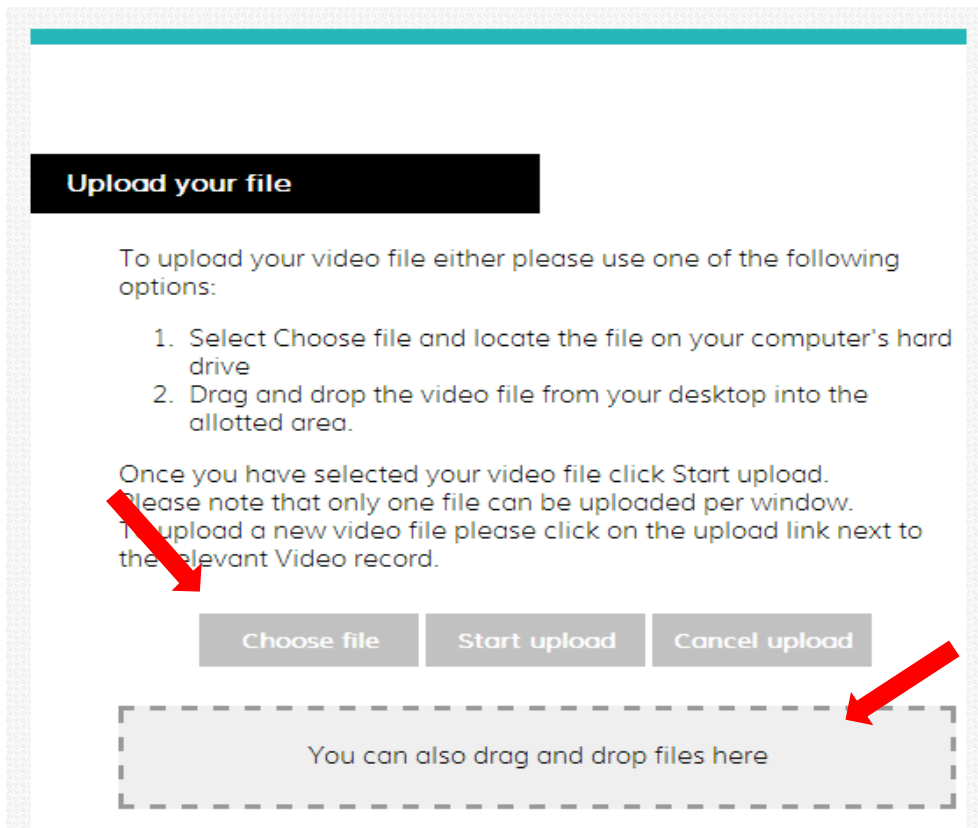 Upload your file
To upload your video file either please use one of the following
options:
1. Select Choose file and locate the file on your computer's hard
drive
2. Drag and drop the video file from your desktop into the
allotted area.
Once you have selected your video file click Start upload.
Please note that only one file can be uploaded per window.
To upload a new video file please click on the upload link next to
the relevant Video record.
Choose file Start upload Cancel upload
You can also drag and drop files here